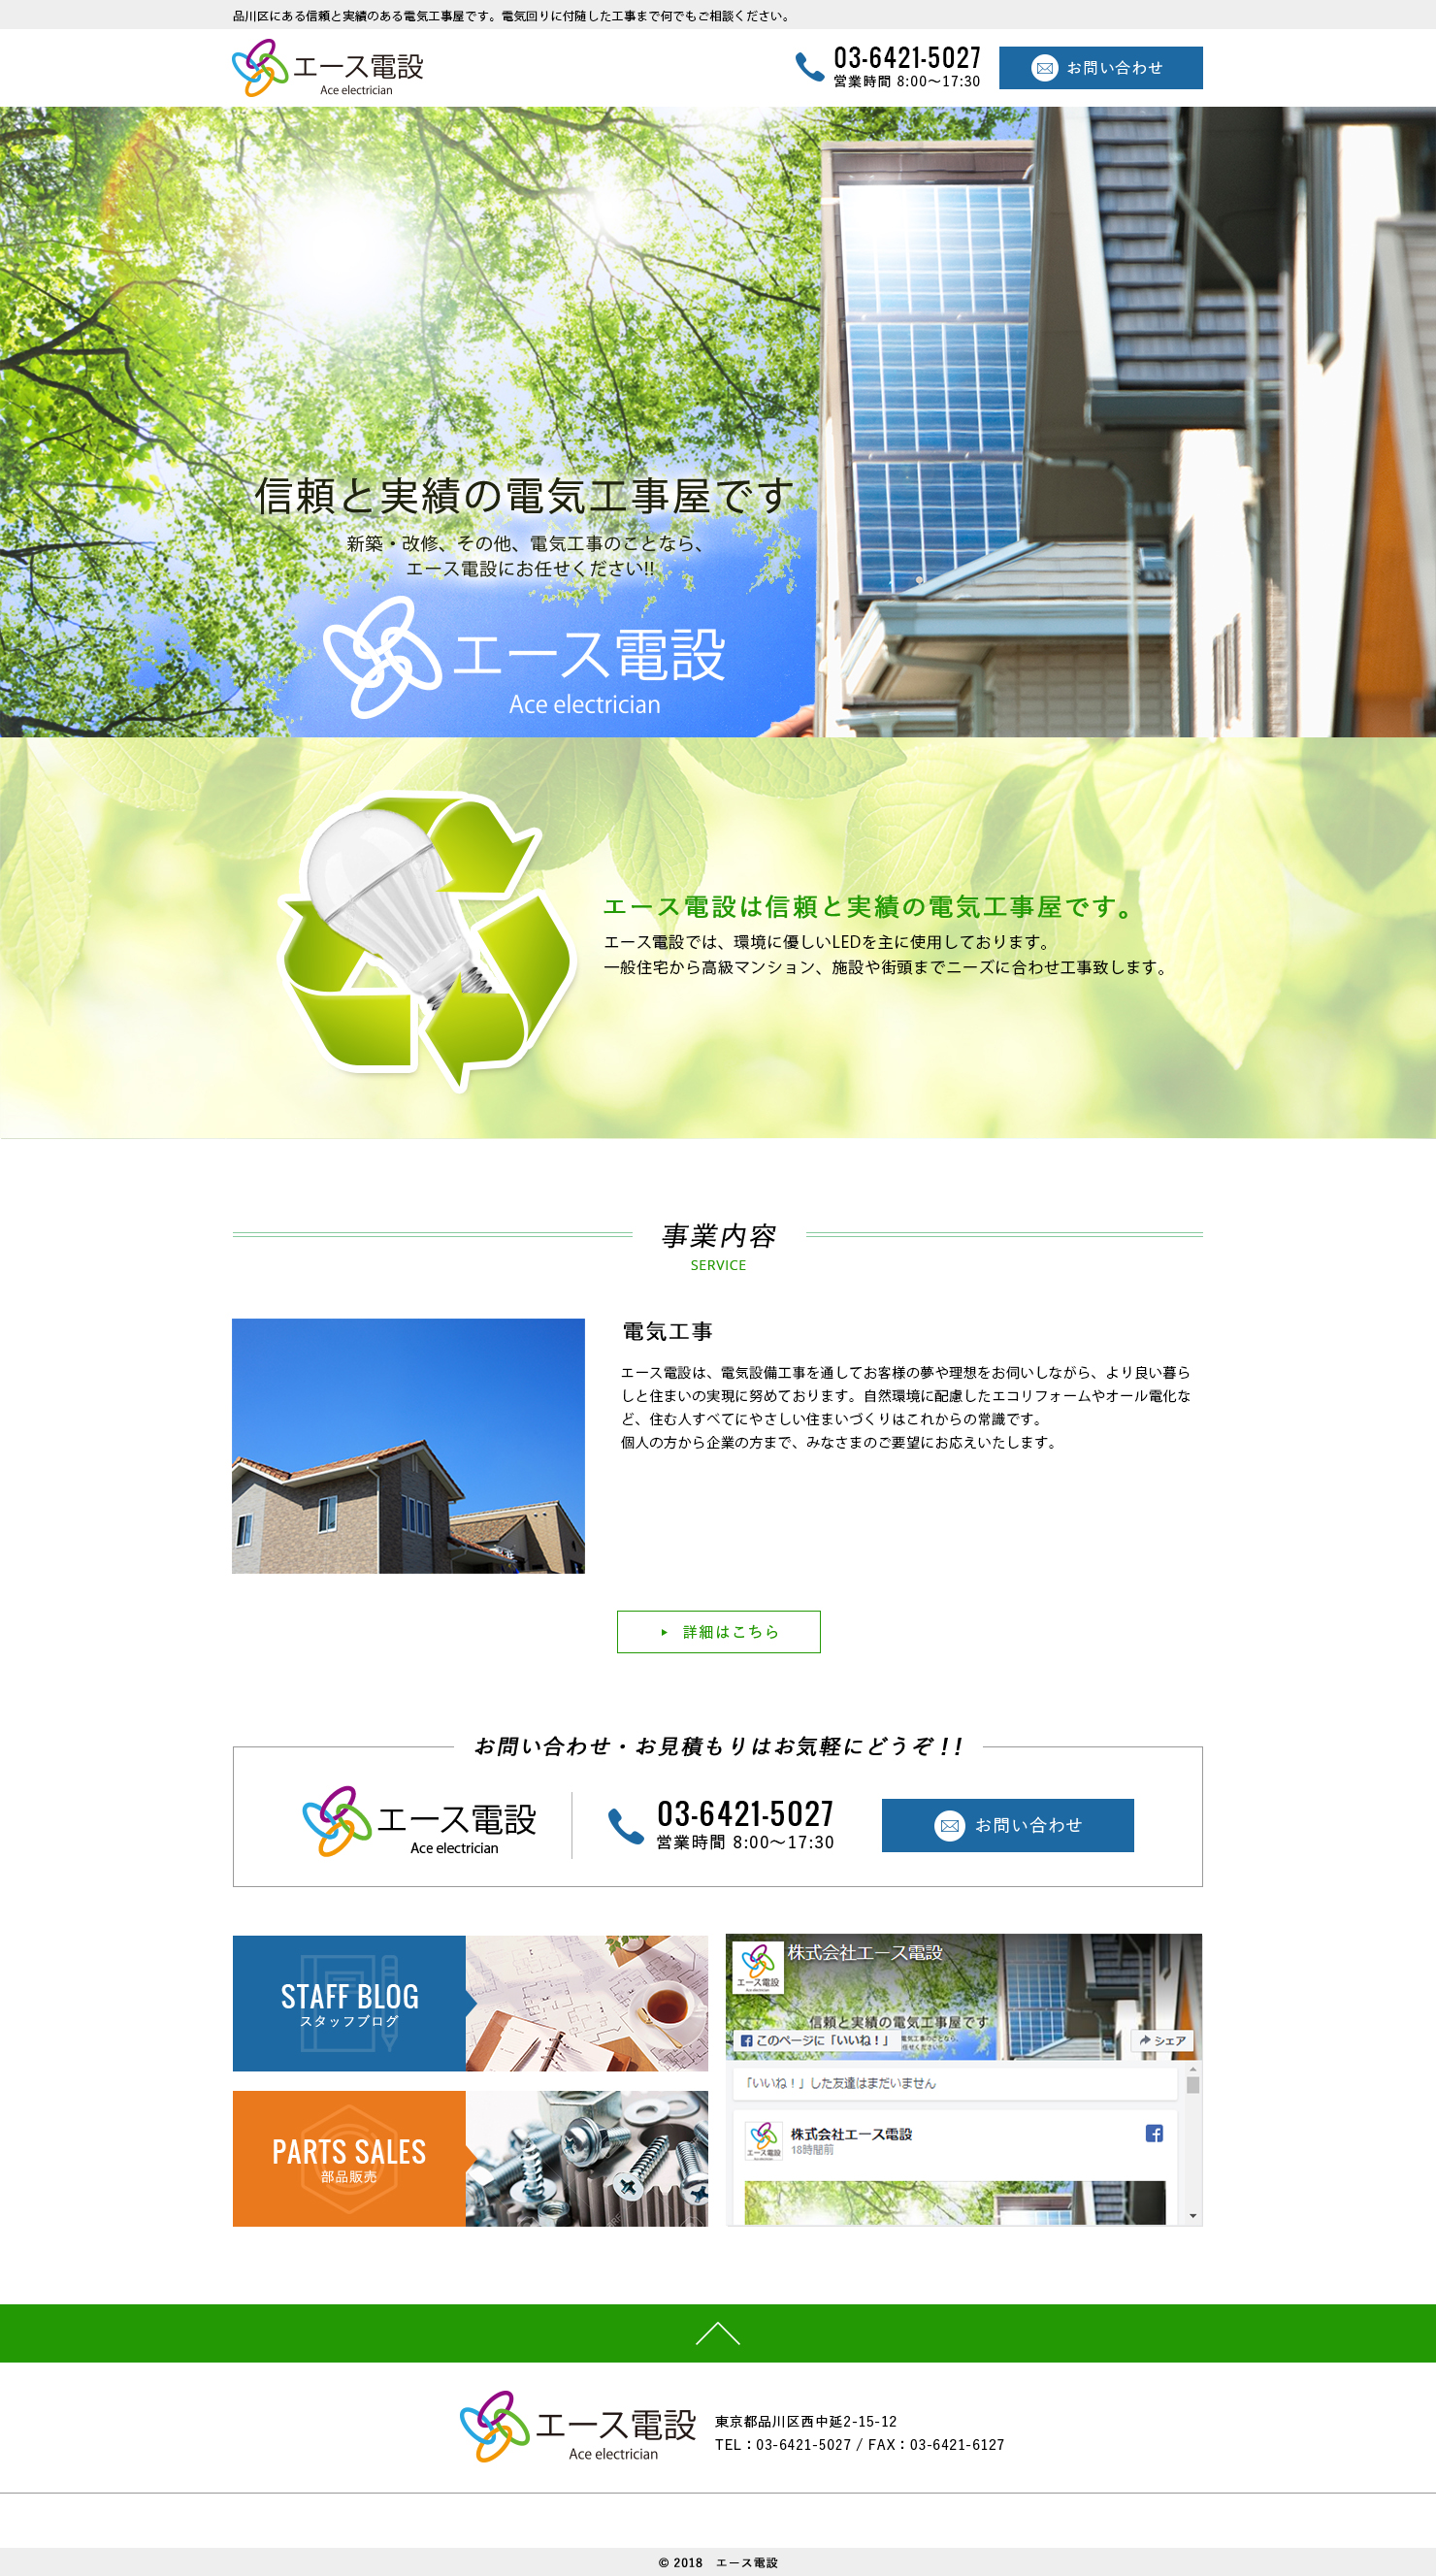 品川区にある信頼と実績のある電気工事屋です。電気回りに付随した工事まで何でもご相談ください。
エース電設
Ace electrician
03-6421-5027
営業時間 8:00～17:30
お問い合わせ
信頼と実績の電気工事屋です
新築・改修、その他、電気工事のことなら、
エース電設にお任せください!!
エース電設
Ace electrician
エース電設は信頼と実績の電気工事屋です。
エース電設では、環境に優しいLEDを主に使用しております。
一般住宅から高級マンション、施設や街頭までニーズに合わせ工事致します。
事業内容
SERVICE
電気工事
エース電設は、電気設備工事を通してお客様の夢や理想をお伺いしながら、より良い暮ら
しと住まいの実現に努めております。自然環境に配慮したエコリフォームやオール電化な
ど、住む人すべてにやさしい住まいづくりはこれからの常識です。
個人の方から企業の方まで、みなさまのご要望にお応えいたします。
詳細はこちら
お問い合わせ・お見積もりはお気軽にどうぞ！！
エース電設
Ace electrician
03-6421-5027
営業時間 8:00～17:30
お問い合わせ
STAFF BLOG
スタッフブログ
PARTS SALES
部品販売
株式会社エース電設
エース電設
Ace electrician
信頼と実績の電気工事屋です
このページに「いいね！」
シェア
「いいね！」した友達はまだいません
株式会社エース電設
18時間前
エース電設
エース電設
Ace electrician
東京都品川区西中延2-15-12
TEL：03-6421-5027 / FAX：03-6421-6127
© 2018　エース電設